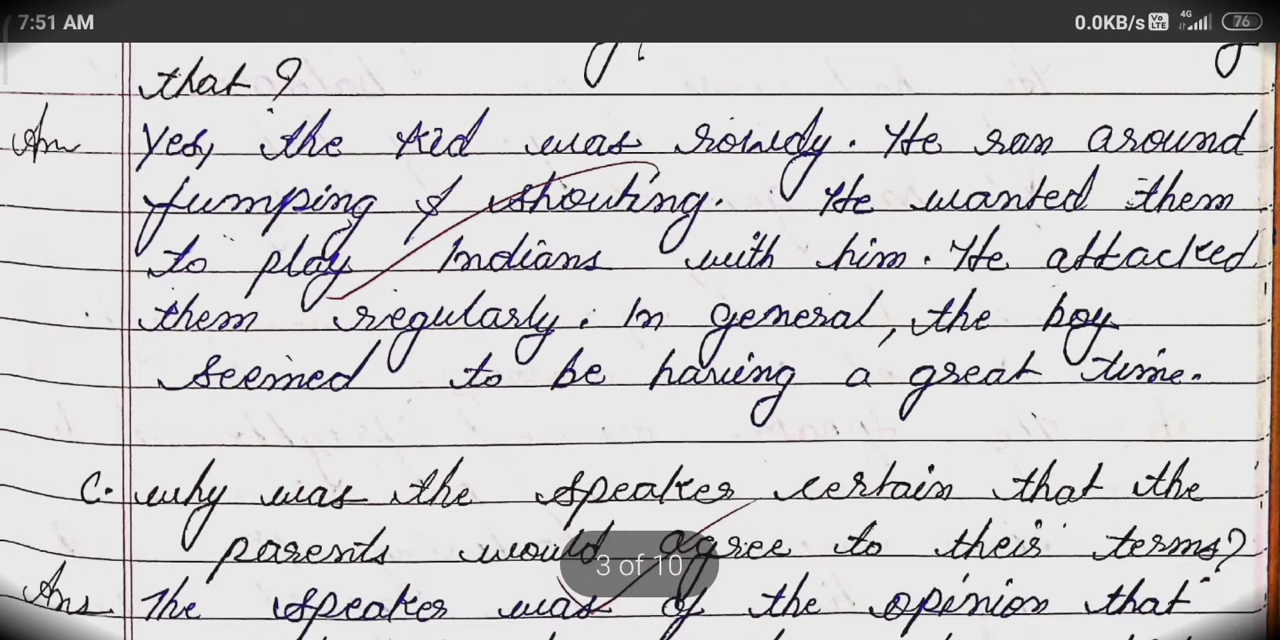 7:51 AM 0.0KB/s Vo LTE 4G 76
that ?
Ans Yes, the kid was rowdy. He ran around
jumping & shouting. He wanted them
to play Indians with him. He attacked
them regularly. In general, the boy
seemed to be having a great time.
C. why was the speaker certain that the
parents would agree to their terms?
3 of 10
Ans The speaker was of the opinion that